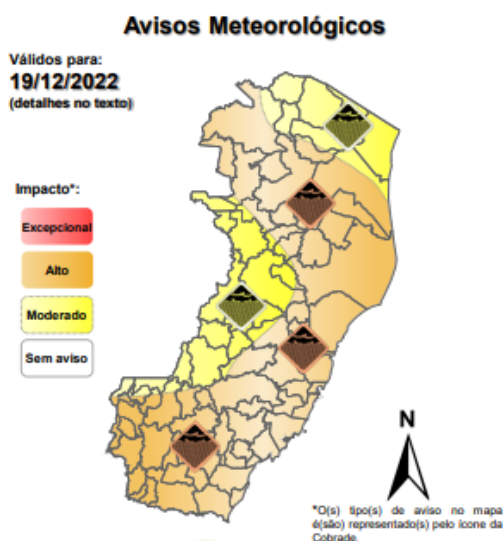 Avisos Meteorológicos
Válidos para:
19/12/2022
(detalhes no texto)
Impacto*:
Excepcional
Alto
Moderado
Sem aviso
N
*O(s) tipo(s) de aviso no mapa
é(são) representado(s) pelo ícone da
Cobrade.